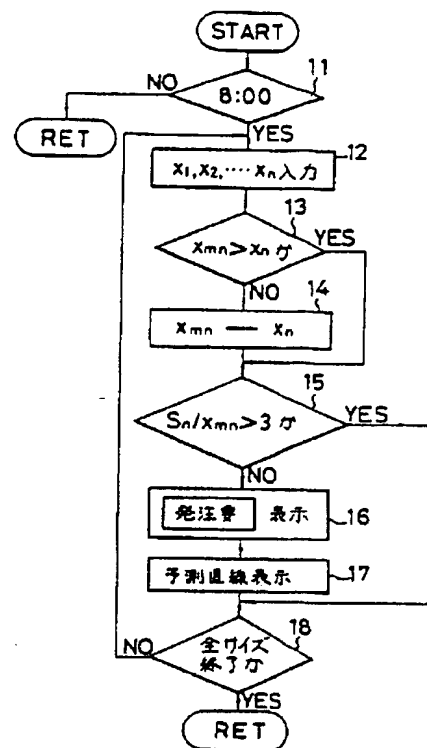 START
11
NO
8:00
RET
YES
12
x₁, x₂, ‥‥ xₙ 入力
13
xₘₙ>xₙ か
YES
NO
14
xₘₙ — xₙ
15
Sₙ/xₘₙ>3 か
YES
NO
発注要 表示
16
予測直線表示
17
18
NO
全サイズ
終了か
YES
RET